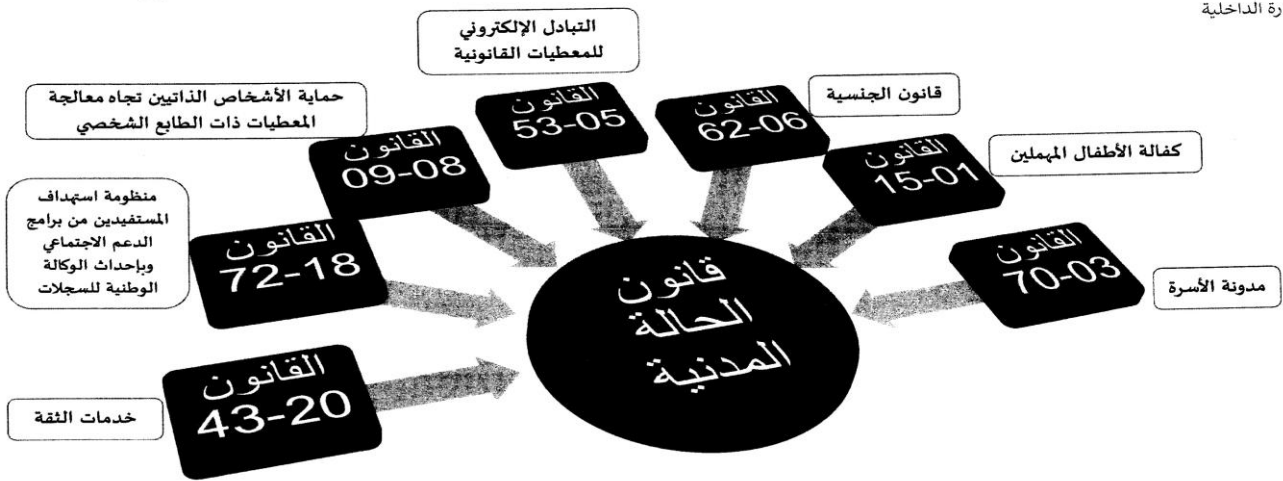 رة الداخلية
التبادل الإلكتروني
للمعطيات القانونية
القانون
53-05
قانون الجنسية
القانون
62-06
كفالة الأطفال المهملين
القانون
15-01
مدونة الأسرة
القانون
70-03
حماية الأشخاص الذاتيين تجاه معالجة
المعطيات ذات الطابع الشخصي
القانون
09-08
منظومة استهداف
المستفيدين من برامج
الدعم الاجتماعي
وبإحداث الوكالة
الوطنية للسجلات
القانون
72-18
خدمات الثقة
القانون
43-20
قانون
الحالة
المدنية